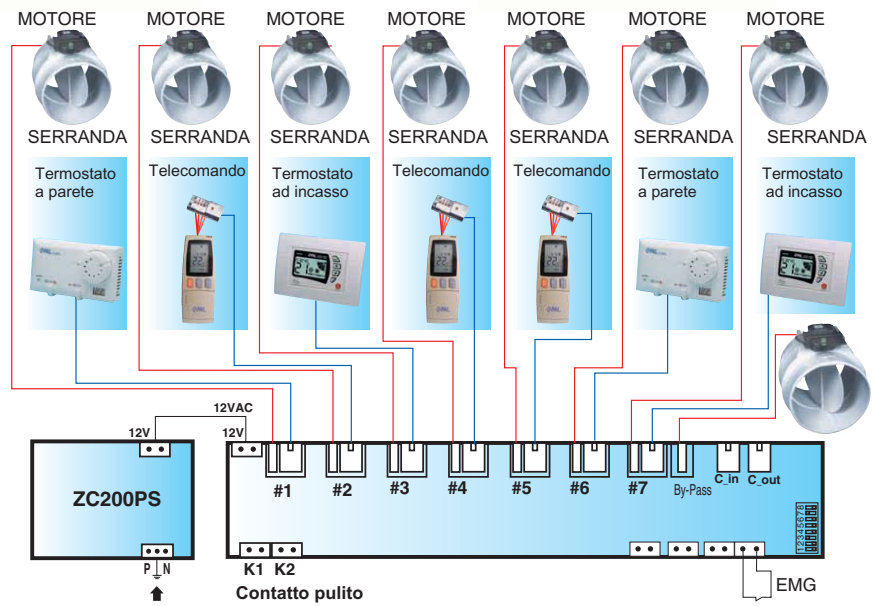 MOTORE MOTORE MOTORE MOTORE MOTORE MOTORE MOTORE
SERRANDA SERRANDA SERRANDA SERRANDA SERRANDA SERRANDA SERRANDA
Termostato
a parete
Telecomando
Termostato
ad incasso
Telecomando
Telecomando
Termostato
a parete
Termostato
ad incasso
12VAC
12V
12V
ZC200PS
#1 #2 #3 #4 #5 #6 #7 By-Pass C_in C_out
12345678
P N
K1 K2
Contatto pulito
EMG